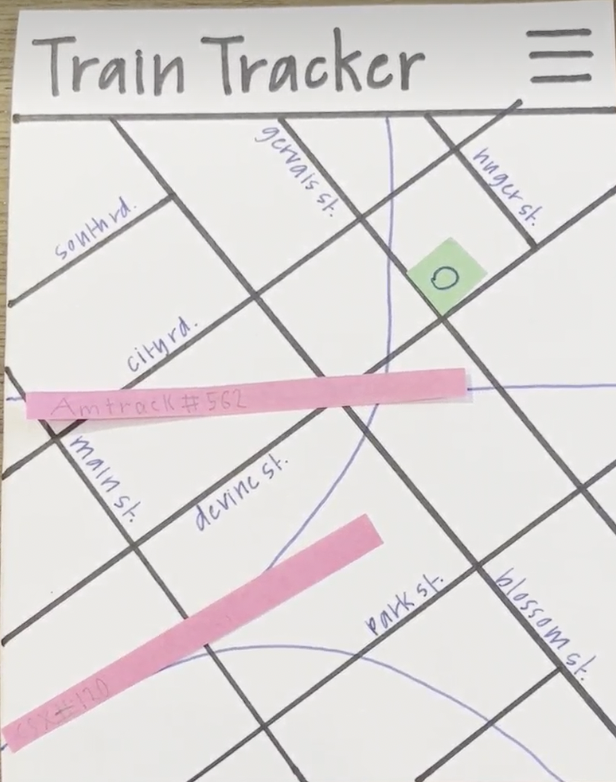 Train Tracker
gervais st.
huger st.
south rd.
city rd.
Amtrack #562
main st.
devine st.
park st.
blossom st.
CSX #120